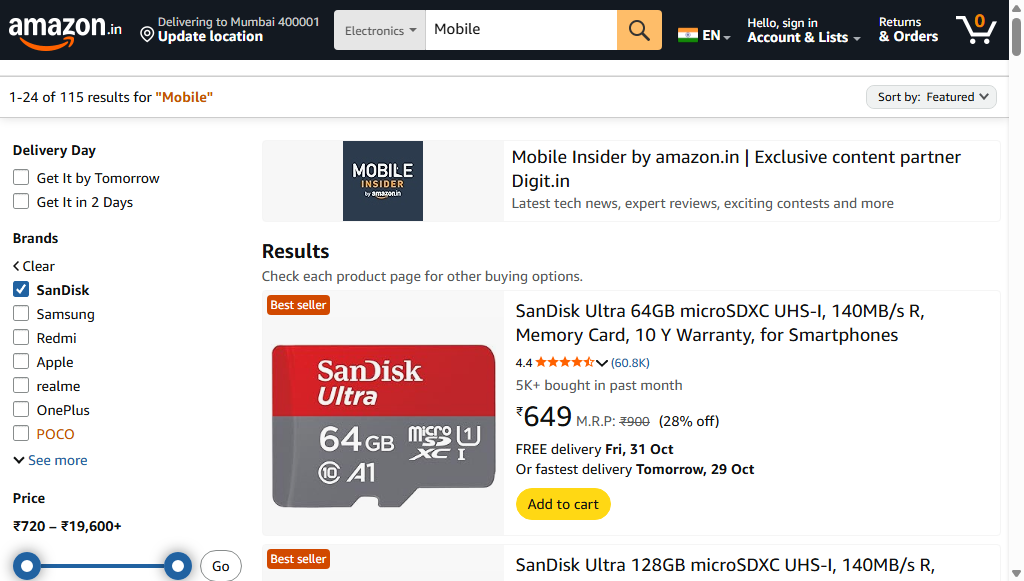 amazon.in
Delivering to Mumbai 400001
Update location
Electronics
Mobile
EN
Hello, sign in
Account & Lists
Returns
& Orders
0
1-24 of 115 results for "Mobile"
Sort by: Featured
Delivery Day
Get It by Tomorrow
Get It in 2 Days
Brands
Clear
SanDisk
Samsung
Redmi
Apple
realme
OnePlus
POCO
See more
Price
₹720 – ₹19,600+
Go
MOBILE
INSIDER
by amazon.in
Mobile Insider by amazon.in | Exclusive content partner
Digit.in
Latest tech news, expert reviews, exciting contests and more
Results
Check each product page for other buying options.
Best seller
SanDisk
Ultra
64GB
micro
SD
XC I
U1
10 A1
SanDisk Ultra 64GB microSDXC UHS-I, 140MB/s R,
Memory Card, 10 Y Warranty, for Smartphones
4.4 (60.8K)
5K+ bought in past month
₹649 M.R.P: ₹900 (28% off)
FREE delivery Fri, 31 Oct
Or fastest delivery Tomorrow, 29 Oct
Add to cart
Best seller
SanDisk Ultra 128GB microSDXC UHS-I, 140MB/s R,